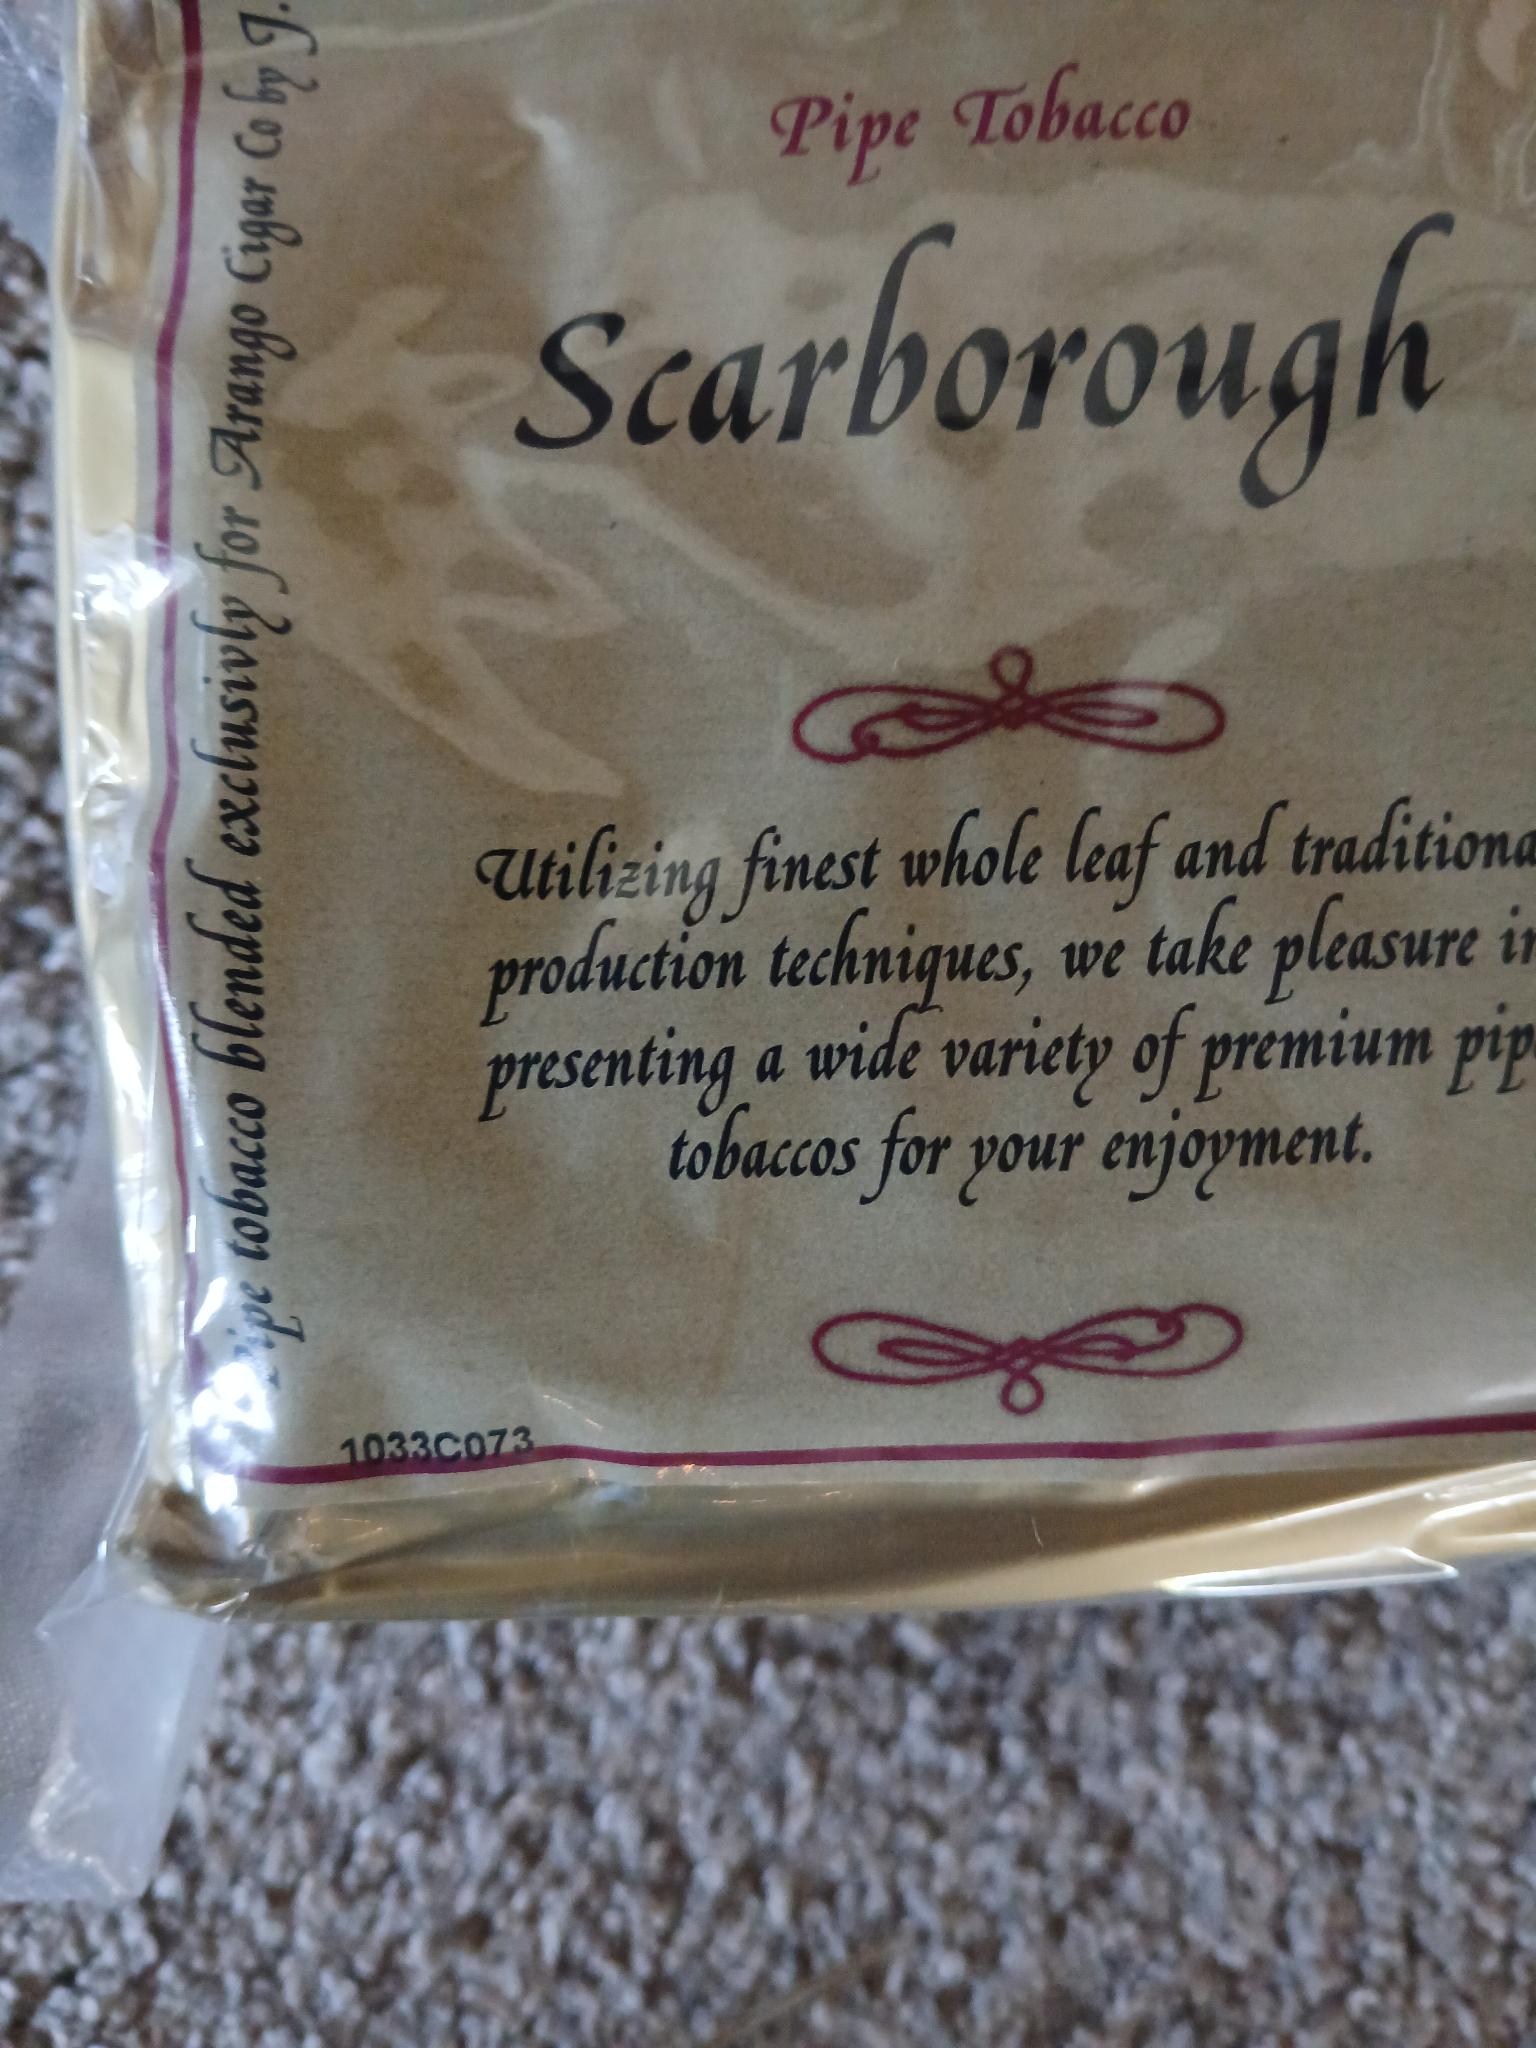 Pipe Tobacco
Scarborough
Utilizing finest whole leaf and traditiona
production techniques, we take pleasure in
presenting a wide variety of premium pip
tobaccos for your enjoyment.
Pipe tobacco blended exclusivly for Arango Cigar Co by J.
1033C073